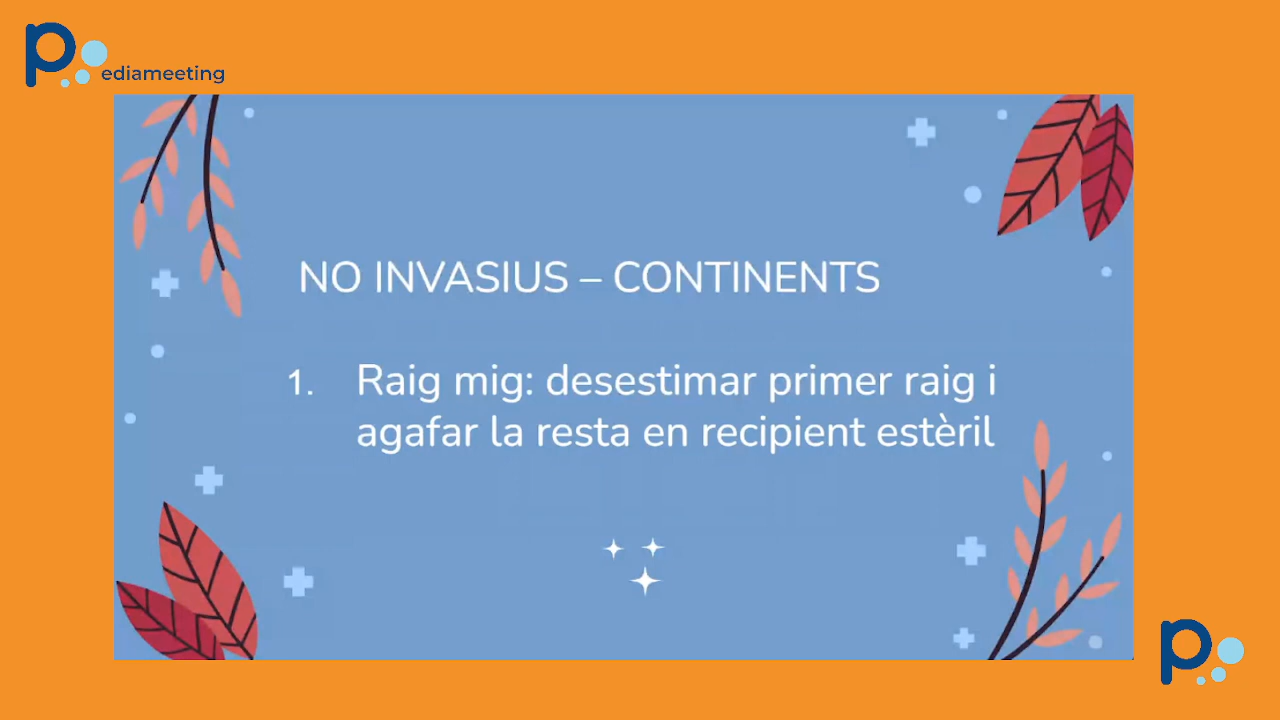 p
ediameeting
NO INVASIUS – CONTINENTS
1. Raig mig: desestimar primer raig i
agafar la resta en recipient estèril
p